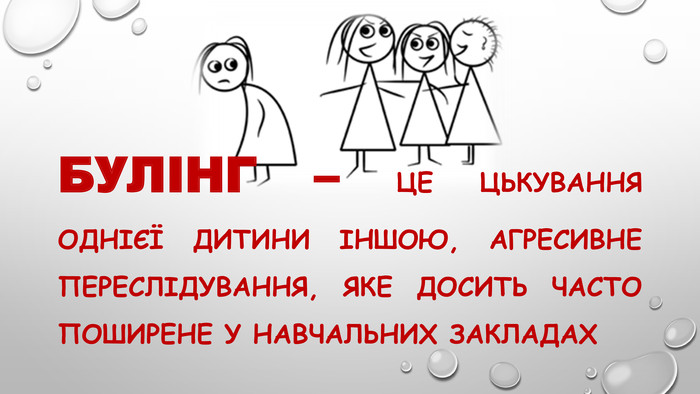 БУЛІНГ – ЦЕ ЦЬКУВАННЯ
ОДНІЄЇ ДИТИНИ ІНШОЮ, АГРЕСИВНЕ
ПЕРЕСЛІДУВАННЯ, ЯКЕ ДОСИТЬ ЧАСТО
ПОШИРЕНЕ У НАВЧАЛЬНИХ ЗАКЛАДАХ